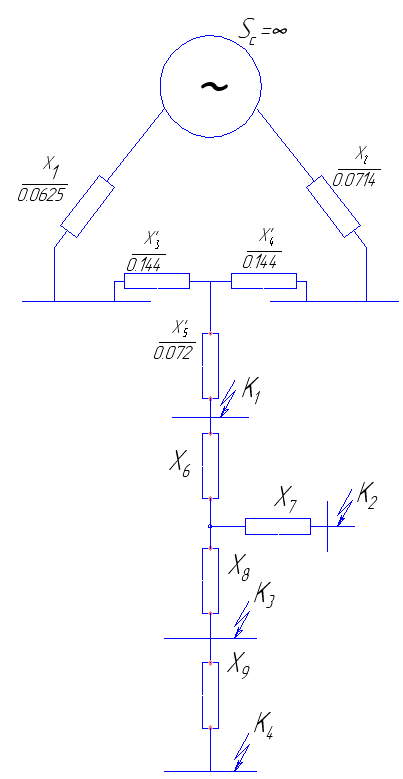 S_c = ∞
~
X_1
0.0625
X_2
0.0714
X'_3
0.144
X'_4
0.144
X'_5
0.072
K_1
X_6
X_7
K_2
X_8
K_3
X_9
K_4